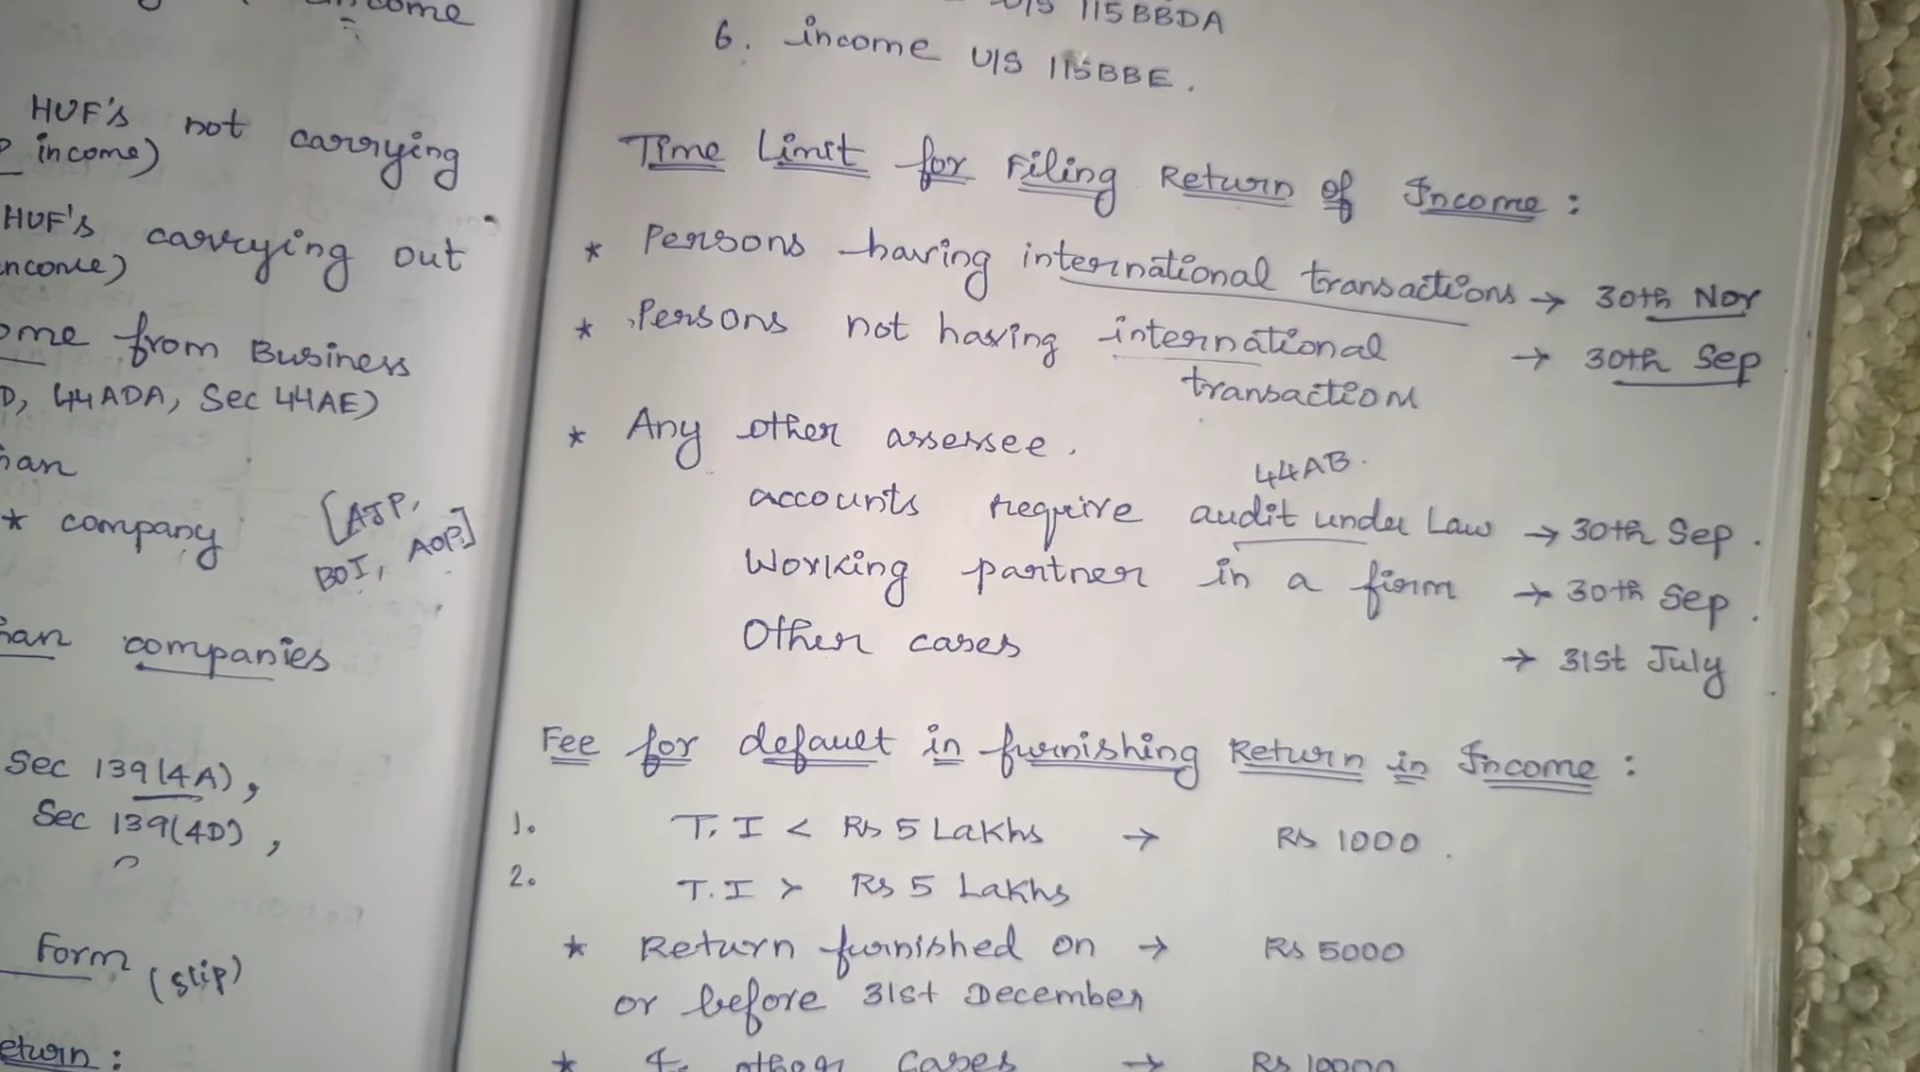 income
HUF's not carrying
income)
HUF's carrying out
from Business
44ADA, Sec 44AE)
* company [AJP,
BOI, AOP]
companies
Sec 139(4A),
Sec 139(4D),
Form (slip)
U/S 115BBDA
6. income U/S 115BBE.
Time Limit for Filing Return of Income :
* Persons having international transactions → 30th Nov
* Persons not having international → 30th Sep
transaction
* Any other assessee.
44AB.
accounts require audit under Law → 30th Sep.
Working partner in a firm → 30th Sep.
Other cases → 31st July
Fee for default in furnishing Return in Income :
1. T.I < Rs 5 Lakhs → Rs 1000.
2. T.I > Rs 5 Lakhs
* Return furnished on → Rs 5000
or before 31st December
* other cases → Rs 10000